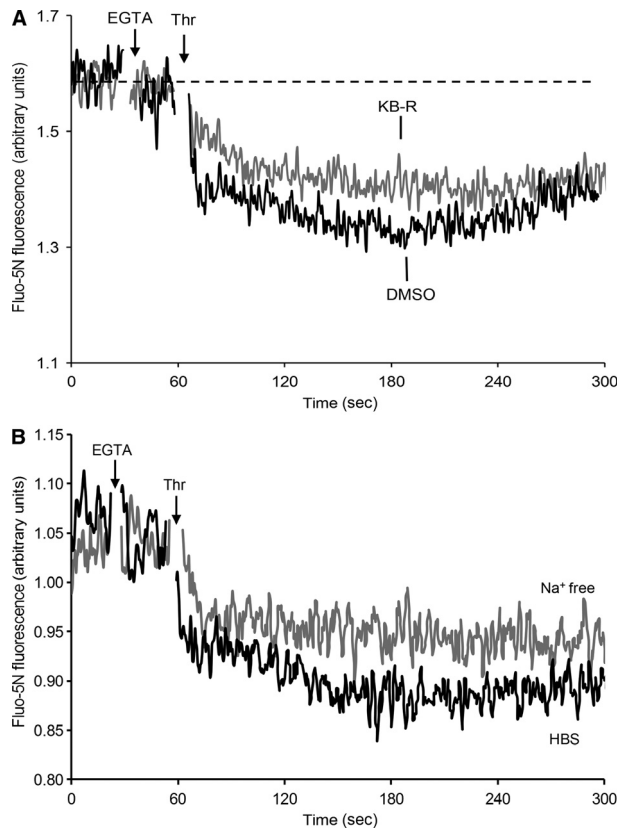 A
1.7
EGTA
Thr
1.5
KB-R
1.3
DMSO
1.1
0 60 120 180 240 300
Time (sec)
Fluo-5N fluorescence (arbitrary units)
B
1.15
EGTA
1.10
Thr
1.05
1.00
Na⁺ free
0.95
0.90
0.85
HBS
0.80
0 60 120 180 240 300
Time (sec)
Fluo-5N fluorescence (arbitrary units)